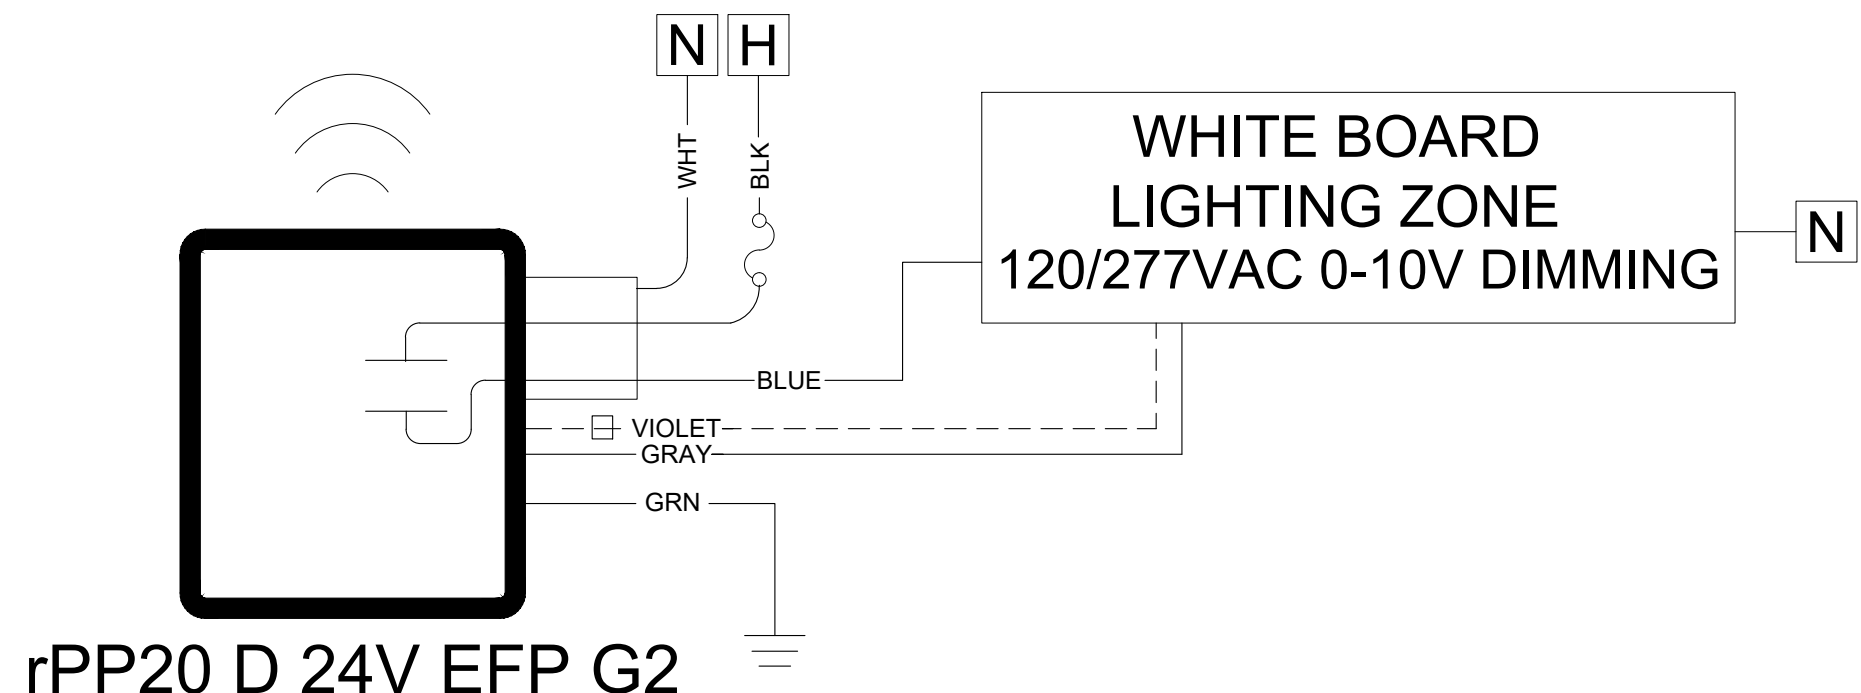 N H
WHT
BLK
WHITE BOARD
LIGHTING ZONE
120/277VAC 0-10V DIMMING
N
BLUE
VIOLET
GRAY
GRN
rPP20 D 24V EFP G2